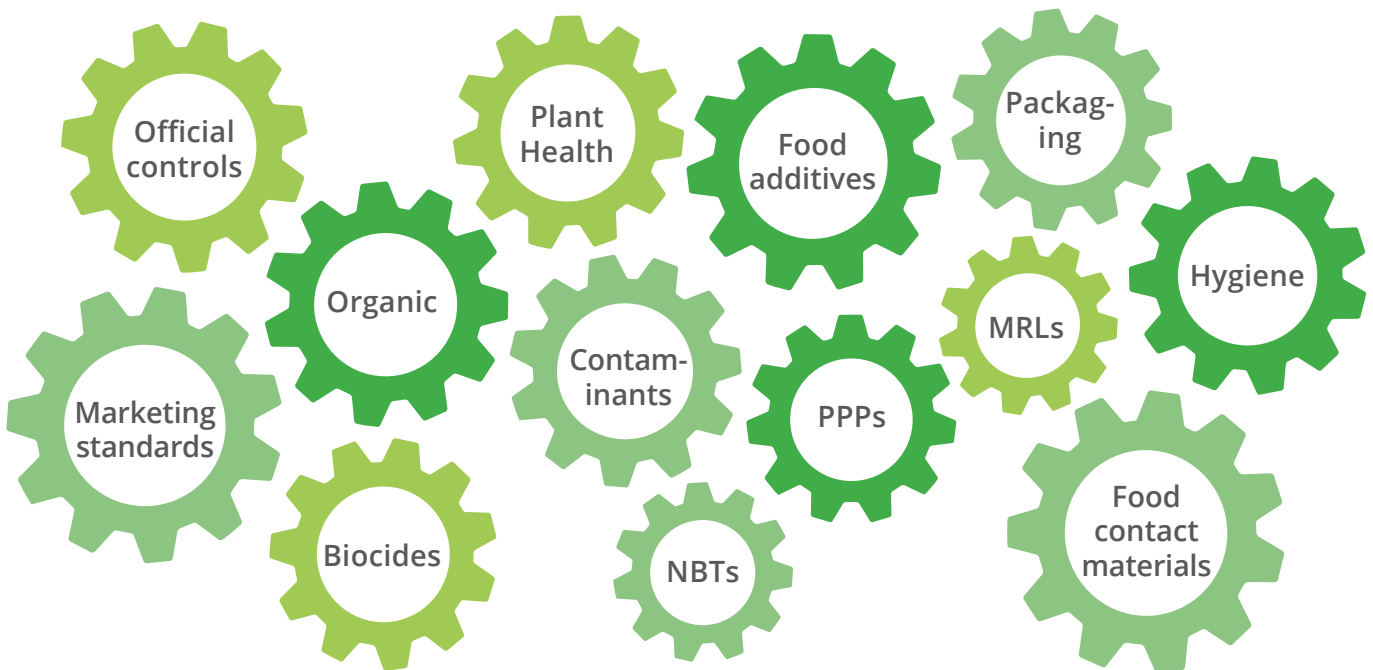 Official
controls
Plant
Health
Food
additives
Packag-
ing
Organic
Hygiene
Contam-
inants
MRLs
Marketing
standards
PPPs
Biocides
NBTs
Food
contact
materials